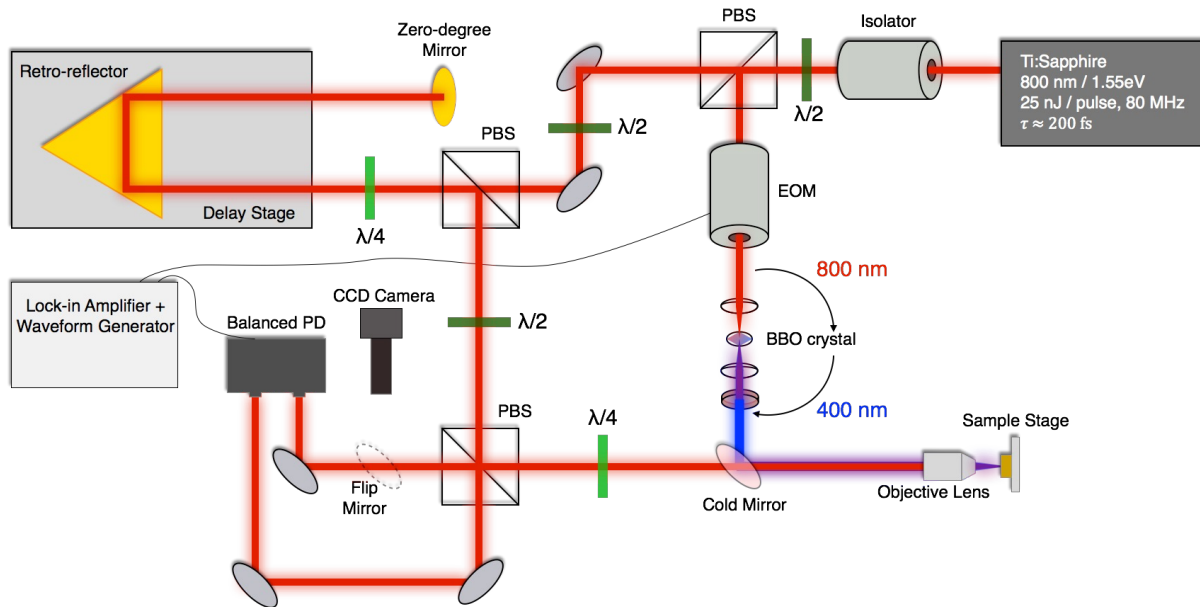 PBS
Isolator
Zero-degree
Mirror
Retro-reflector
Ti:Sapphire
800 nm / 1.55eV
25 nJ / pulse, 80 MHz
τ ≈ 200 fs
λ/2
λ/2
PBS
EOM
Delay Stage
λ/4
800 nm
Lock-in Amplifier +
Waveform Generator
CCD Camera
Balanced PD
λ/2
BBO crystal
400 nm
PBS
λ/4
Sample Stage
Flip
Mirror
Cold Mirror
Objective Lens